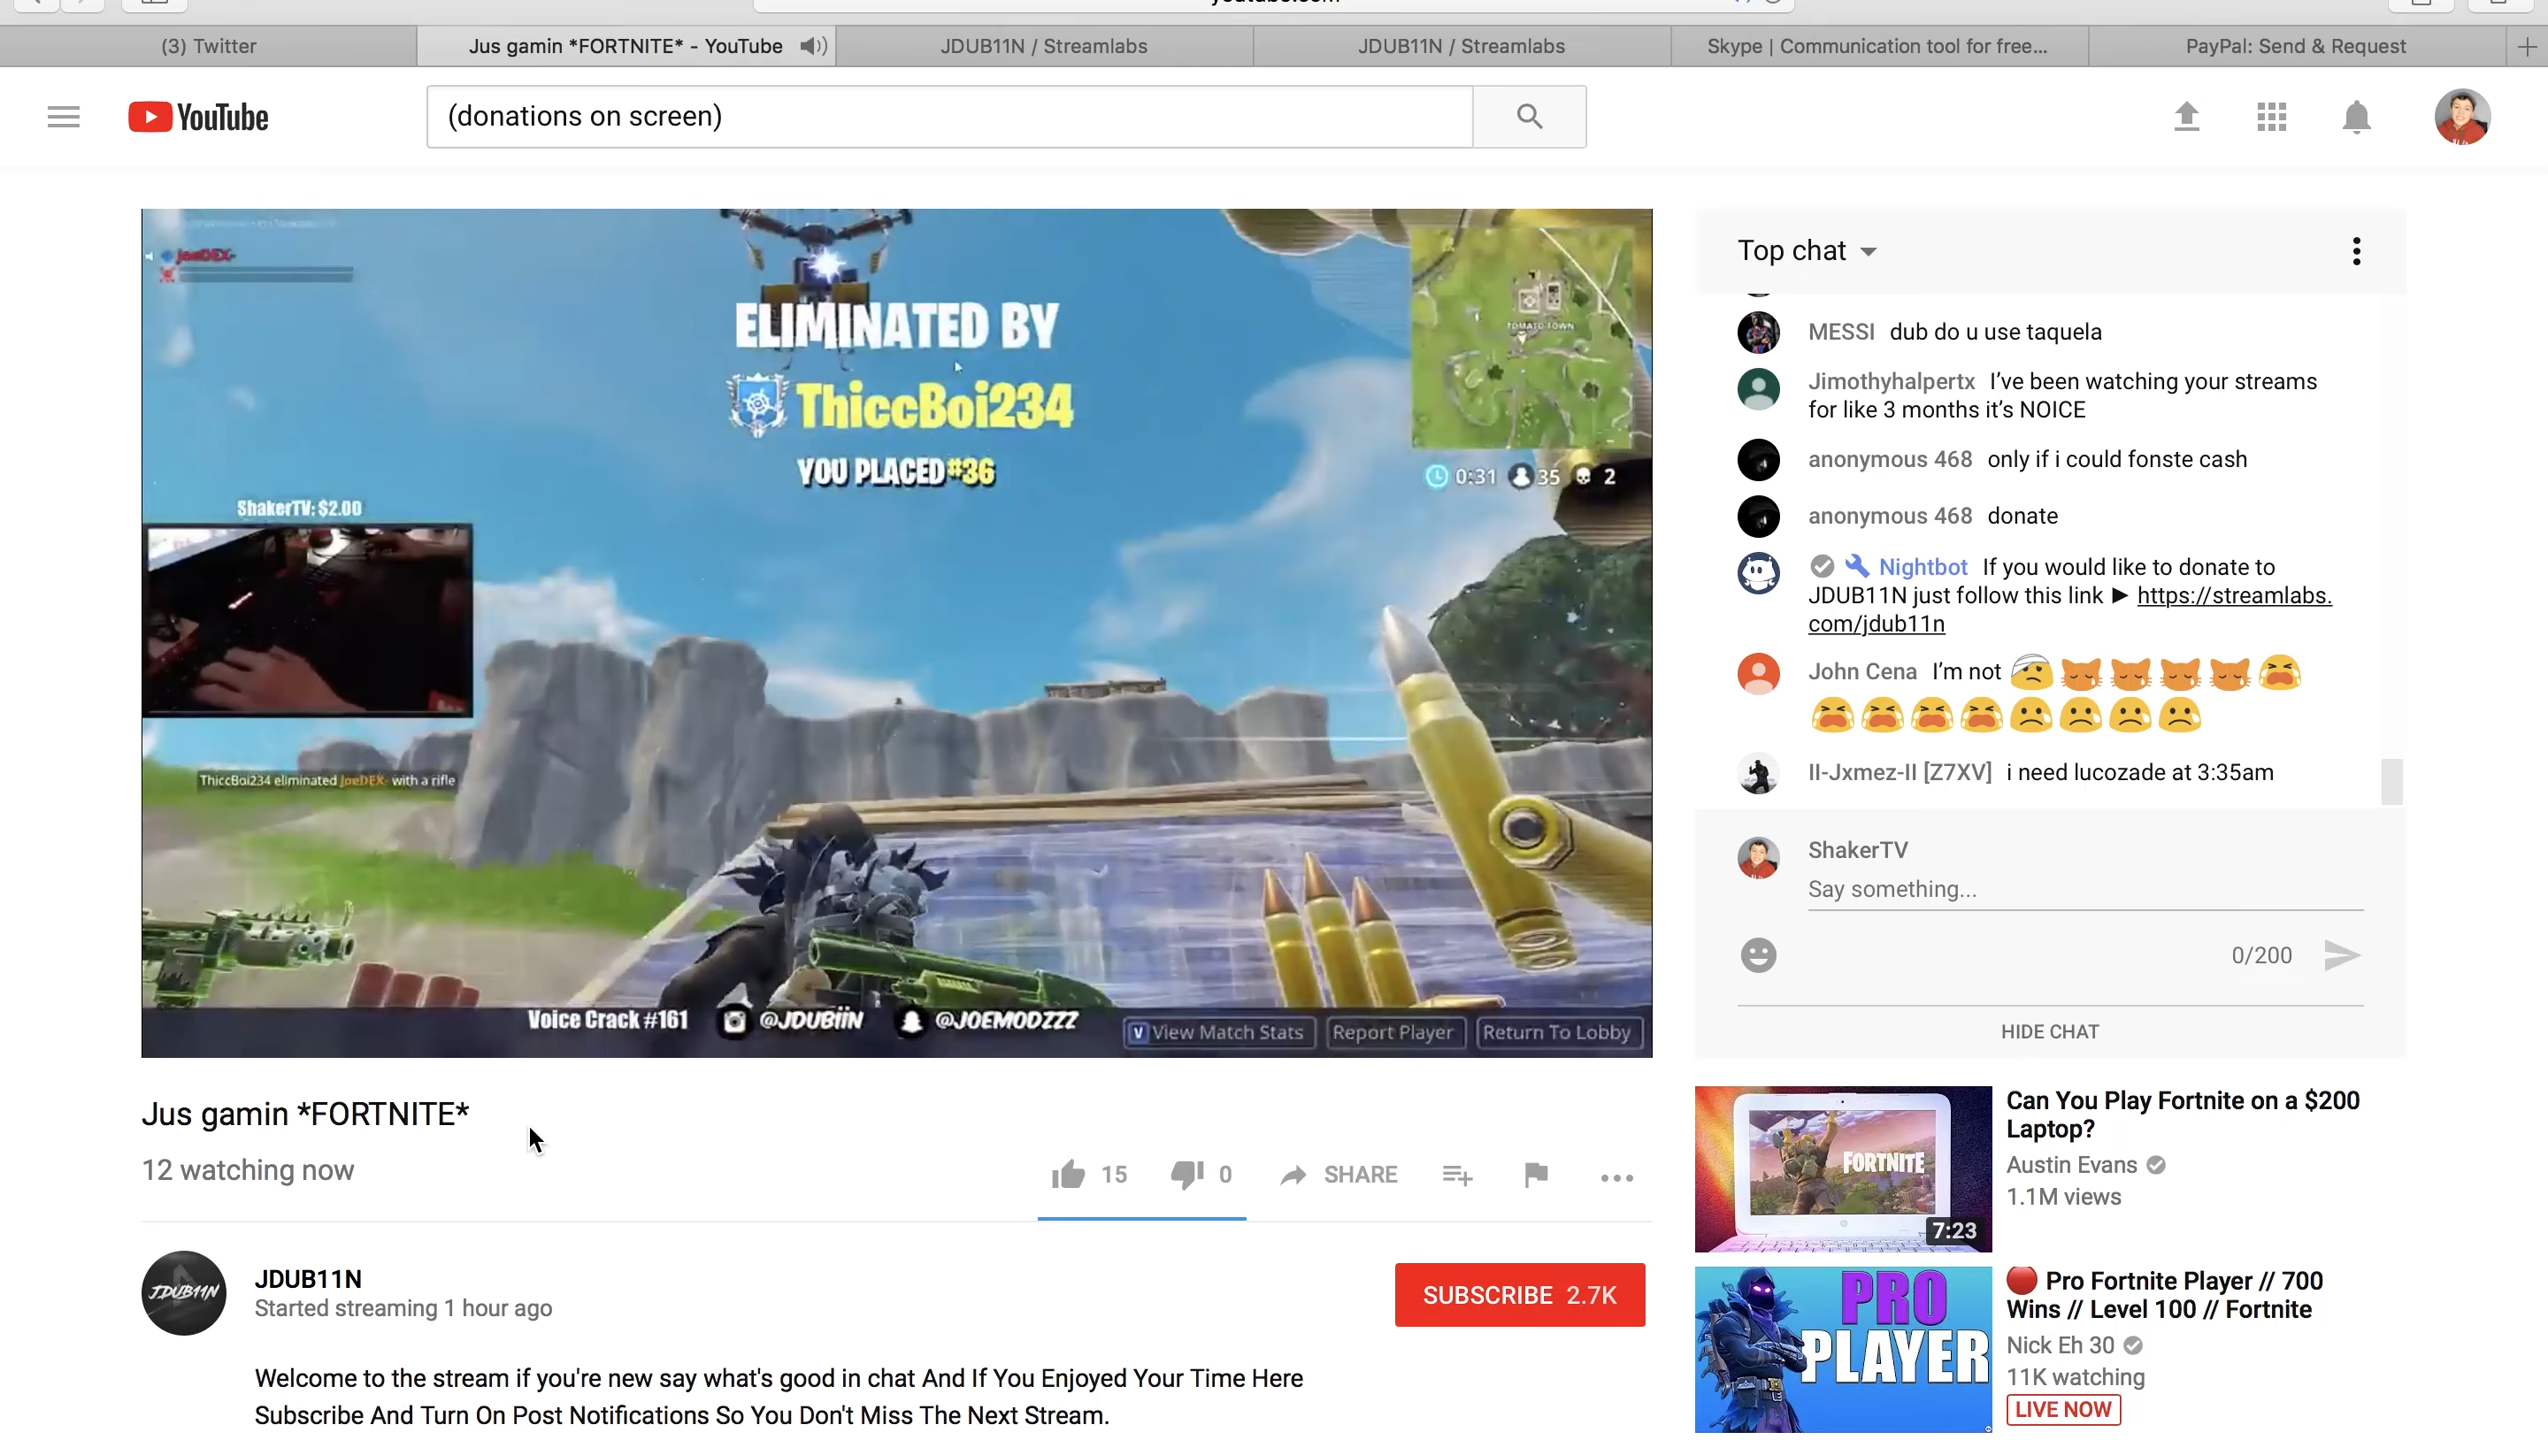 youtube.com
(3) Twitter
Jus gamin *FORTNITE* - YouTube
JDUB11N / Streamlabs
JDUB11N / Streamlabs
Skype | Communication tool for free...
PayPal: Send & Request
YouTube
(donations on screen)
JoeDEX-
ELIMINATED BY
ThiccBoi234
YOU PLACED #36
TOMATO TOWN
0:31 35 2
ShakerTV: $2.00
ThiccBoi234 eliminated JoeDEX- with a rifle
Voice Crack #161 @JDUBiiN @JOEMODZZZ
V View Match Stats Report Player Return To Lobby
Top chat
MESSI dub do u use taquela
Jimothyhalpertx I’ve been watching your streams
for like 3 months it’s NOICE
anonymous 468 only if i could fonste cash
anonymous 468 donate
Nightbot If you would like to donate to
JDUB11N just follow this link ► https://streamlabs.
com/jdub11n
John Cena I’m not 🤕😿😿😿😿😭
😭😭😭😭😢😢😢😢
II-Jxmez-II [Z7XV] i need lucozade at 3:35am
ShakerTV
Say something...
0/200
HIDE CHAT
Jus gamin *FORTNITE*
12 watching now
15 0 SHARE
JDUB11N
JDUB11N
Started streaming 1 hour ago
SUBSCRIBE 2.7K
Welcome to the stream if you're new say what's good in chat And If You Enjoyed Your Time Here
Subscribe And Turn On Post Notifications So You Don't Miss The Next Stream.
FORTNITE
7:23
Can You Play Fortnite on a $200
Laptop?
Austin Evans
1.1M views
PRO
PLAYER
Pro Fortnite Player // 700
Wins // Level 100 // Fortnite
Nick Eh 30
11K watching
LIVE NOW